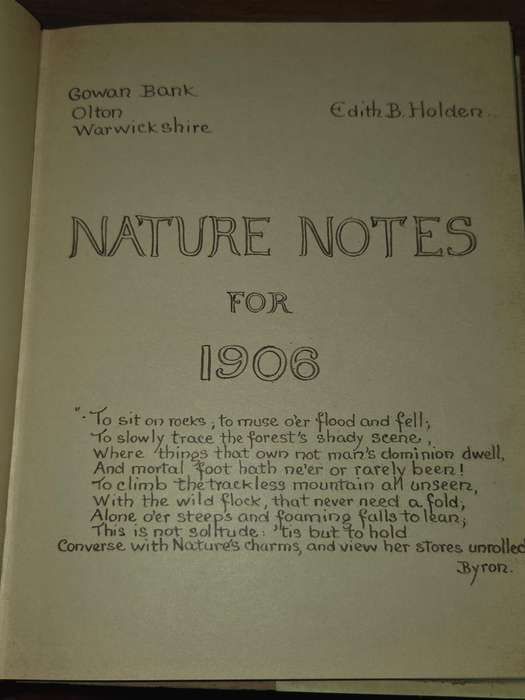 Gowan Bank
Olton
Warwickshire
Edith B. Holden.
NATURE NOTES
FOR
1906
"To sit on rocks, to muse o'er flood and fell;
To slowly trace the forest's shady scene,
Where things that own not man's dominion dwell,
And mortal foot hath ne'er or rarely been!
To climb the trackless mountain all unseen,
With the wild flock, that never need a fold;
Alone o'er steeps and foaming falls to lean;
This is not solitude: 'tis but to hold
Converse with Nature's charms, and view her stores unrolled
Byron.